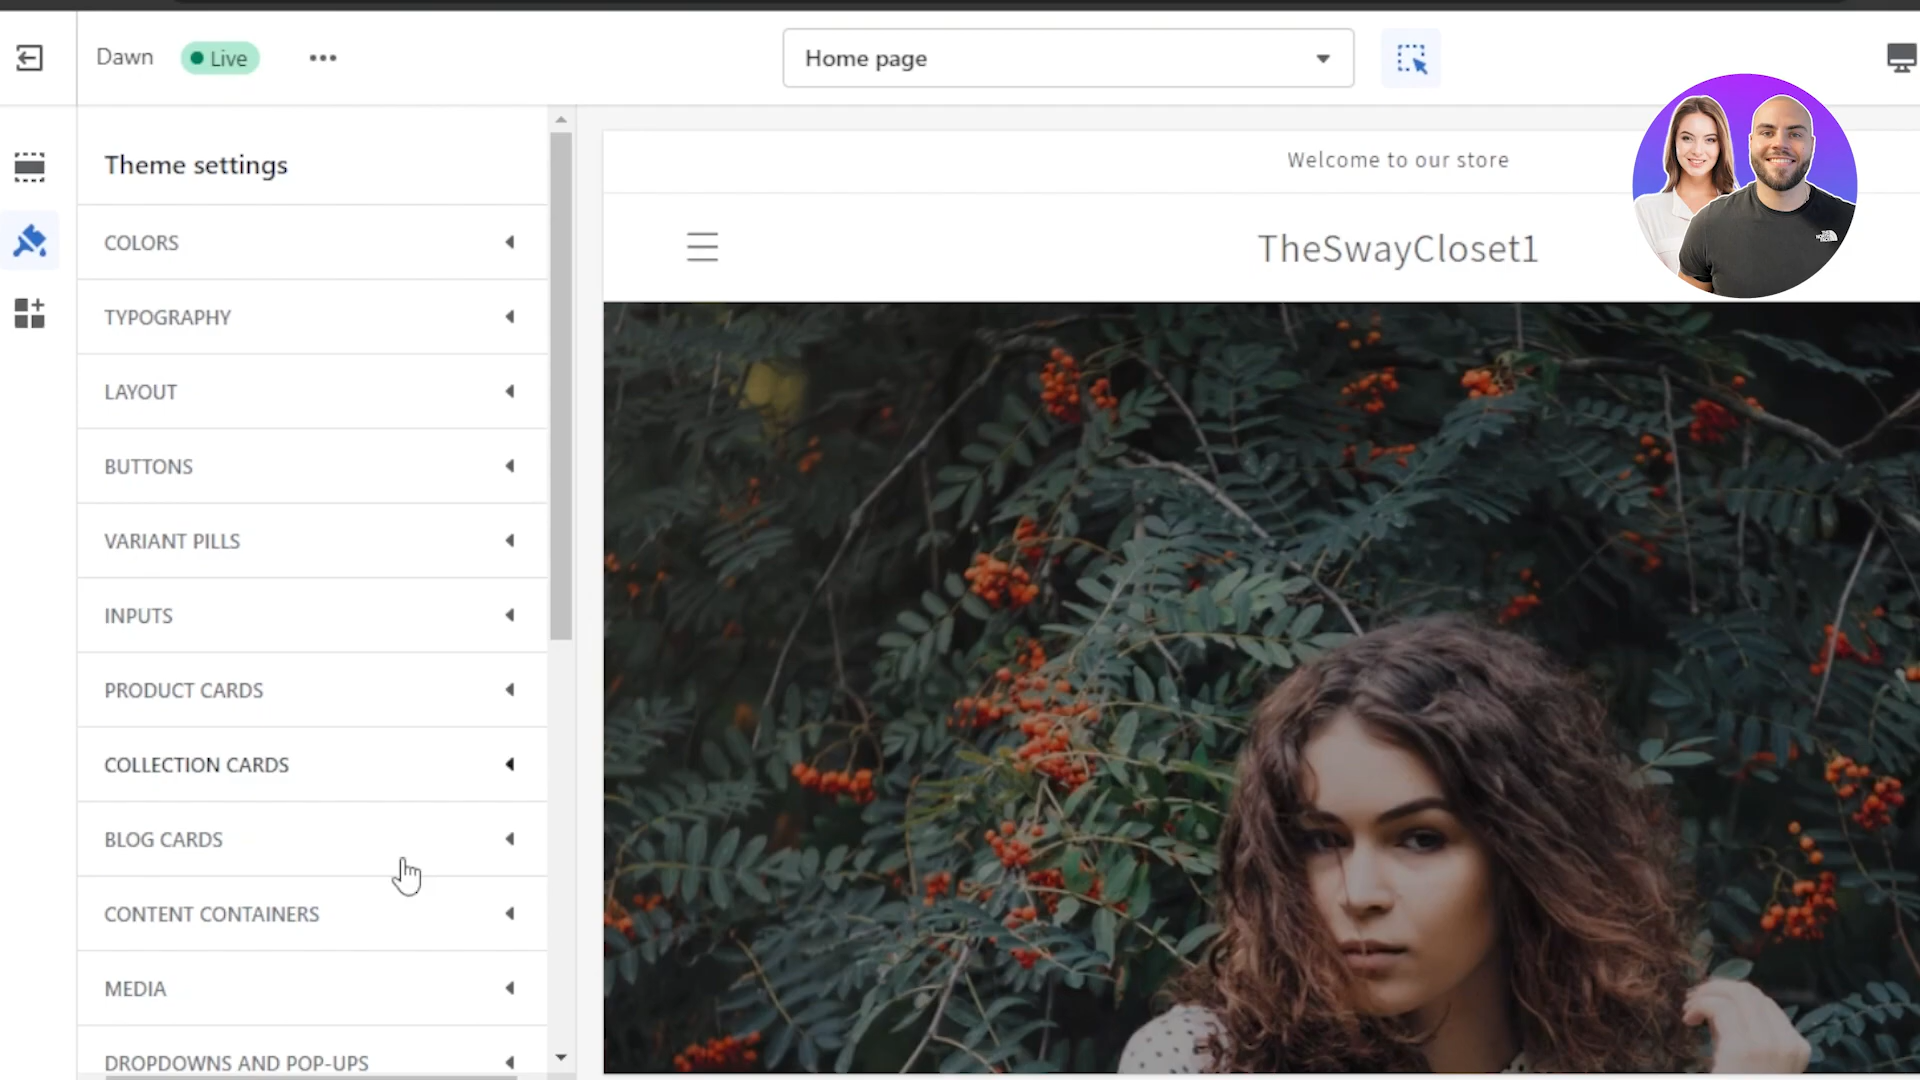 Dawn
Live
Home page
Theme settings
COLORS
TYPOGRAPHY
LAYOUT
BUTTONS
VARIANT PILLS
INPUTS
PRODUCT CARDS
COLLECTION CARDS
BLOG CARDS
CONTENT CONTAINERS
MEDIA
DROPDOWNS AND POP-UPS
Welcome to our store
TheSwayCloset1